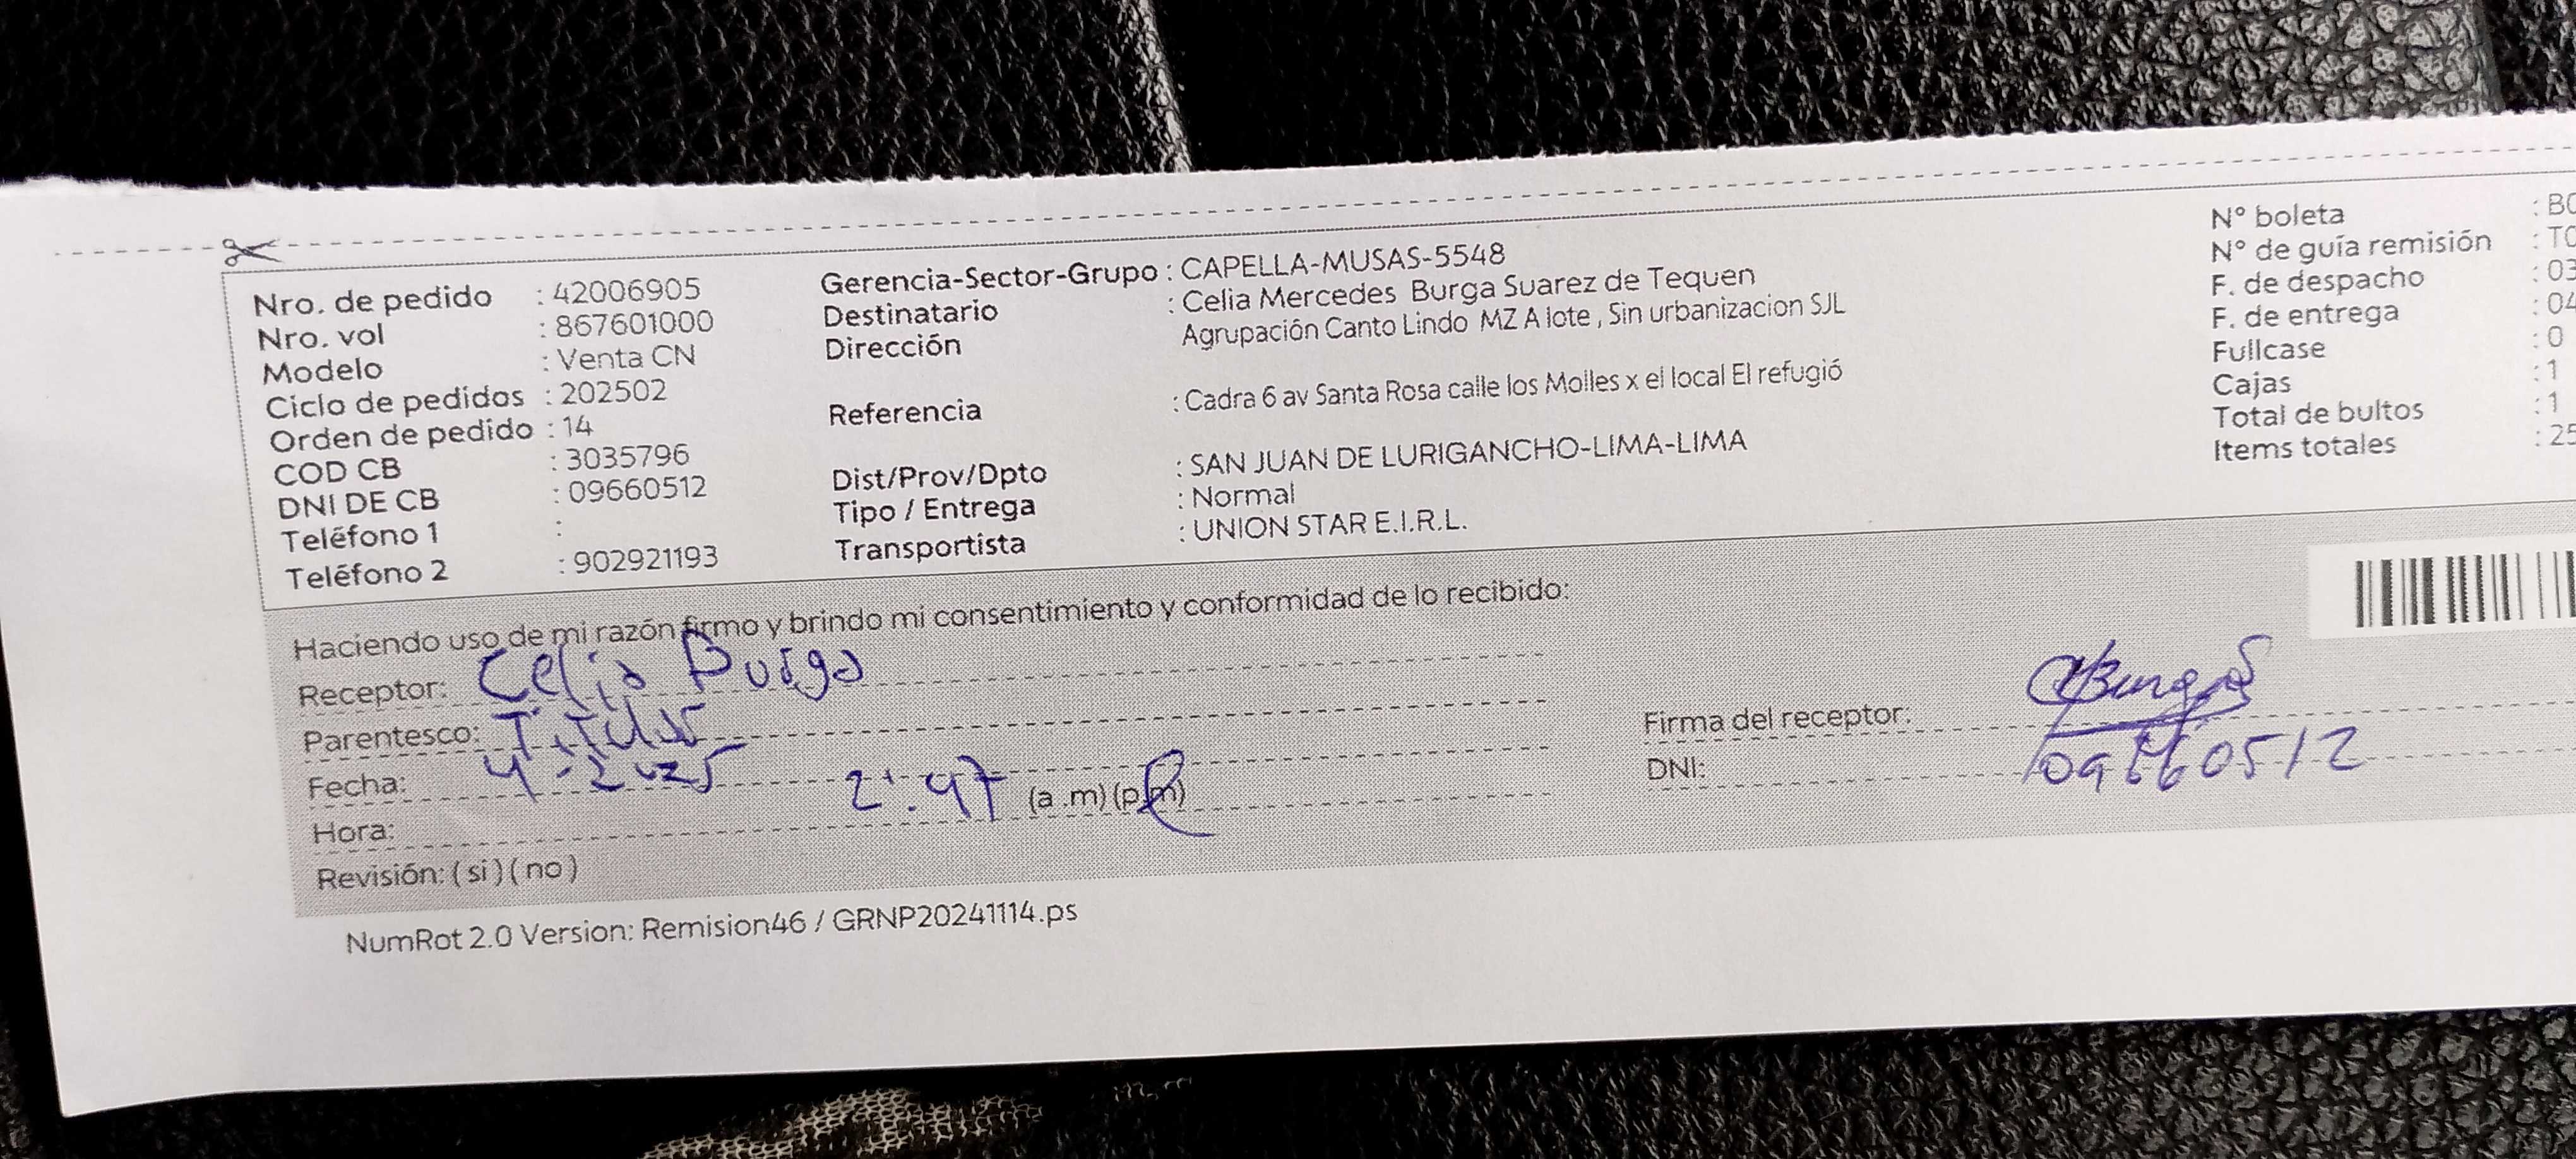 Nro. de pedido : 42006905
Nro. vol : 867601000
Modelo : Venta CN
Ciclo de pedidos : 202502
Orden de pedido : 14
COD CB : 3035796
DNI DE CB : 09660512
Teléfono 1 :
Teléfono 2 : 902921193
Gerencia-Sector-Grupo : CAPELLA-MUSAS-5548
Destinatario : Celia Mercedes Burga Suarez de Tequen
Dirección Agrupación Canto Lindo MZ A lote , Sin urbanizacion SJL
Referencia : Cadra 6 av Santa Rosa calle los Molles x el local El refugió
Dist/Prov/Dpto : SAN JUAN DE LURIGANCHO-LIMA-LIMA
Tipo / Entrega : Normal
Transportista : UNION STAR E.I.R.L.
N° boleta : B
N° de guía remisión : T
F. de despacho : 03
F. de entrega : 04
Fullcase : 0
Cajas : 1
Total de bultos : 1
Items totales : 25
Haciendo uso de mi razón firmo y brindo mi consentimiento y conformidad de lo recibido:
Receptor: Celia Burga
Parentesco: Titular
Fecha: 4-2025
Hora: 2:47 (a .m) (p.m)
Revisión: ( si ) ( no )
Firma del receptor: Burga
DNI: 09660512
NumRot 2.0 Version: Remision46 / GRNP20241114.ps